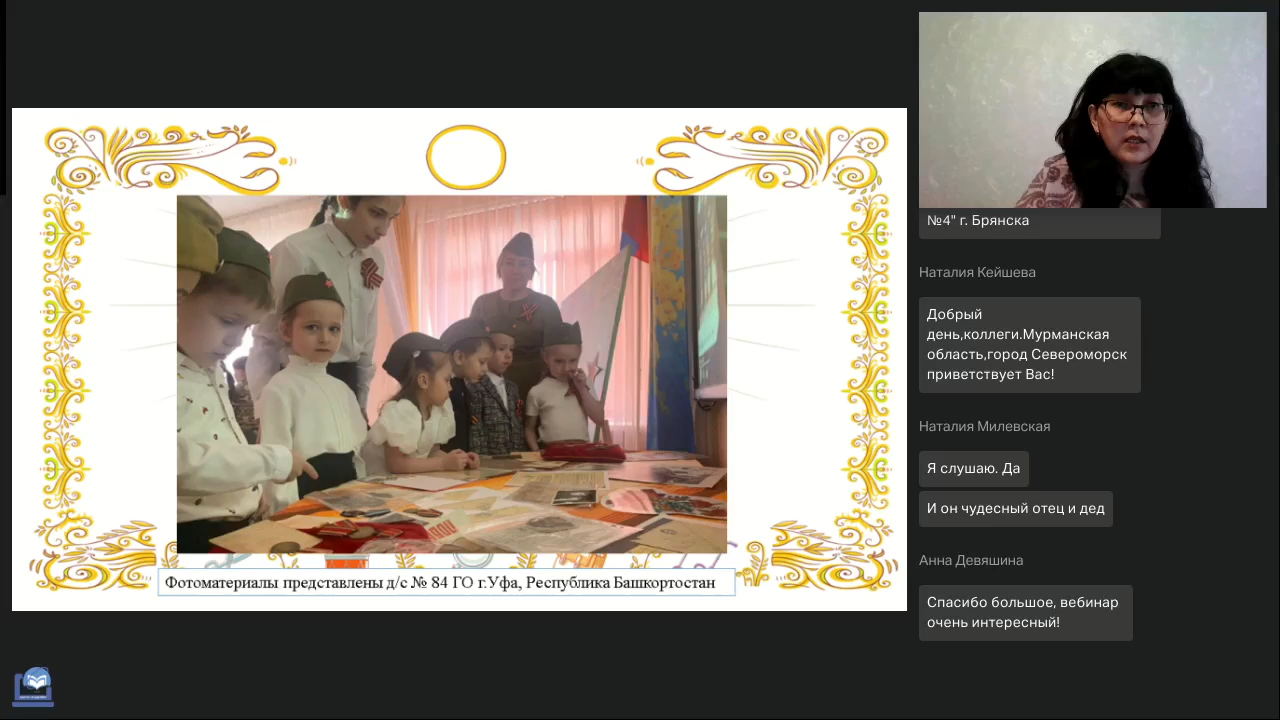 Фотоматериалы представлены д/с № 84 ГО г.Уфа, Республика Башкортостан
№4" г. Брянска
Наталия Кейшева
Добрый
день,коллеги.Мурманская
область,город Североморск
приветствует Вас!
Наталия Милевская
Я слушаю. Да
И он чудесный отец и дед
Анна Девяшина
Спасибо большое, вебинар
очень интересный!